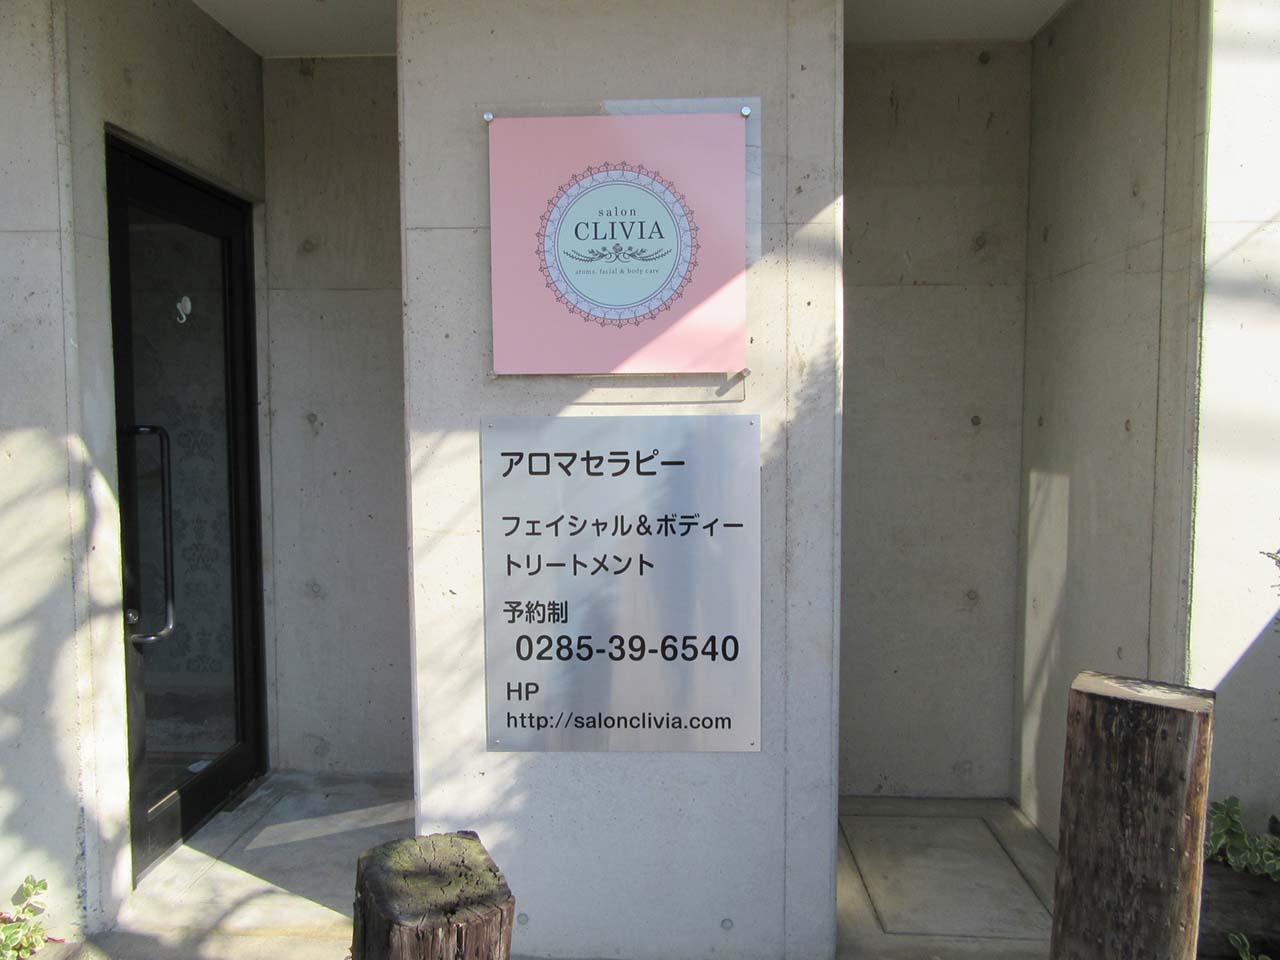 salon
CLIVIA
aroma, facial & body care
アロマセラピー
フェイシャル＆ボディー
トリートメント
予約制
0285-39-6540
HP
http://salonclivia.com